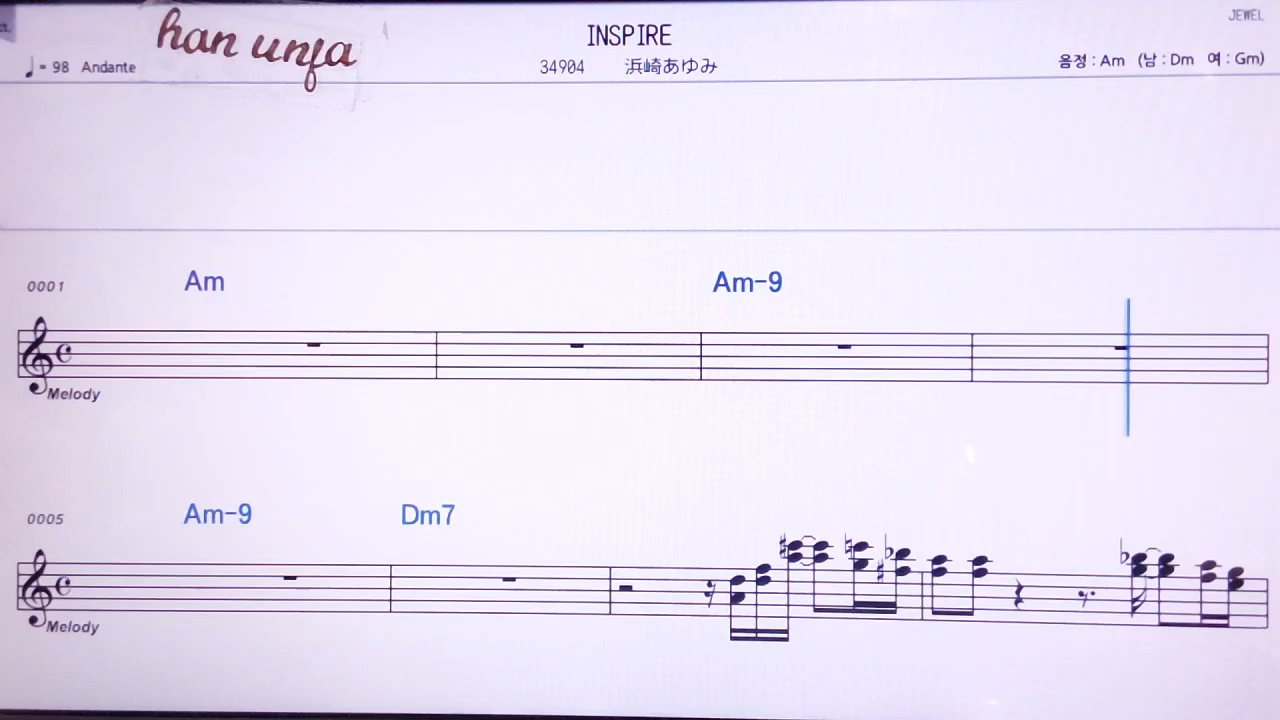 JEWEL
han unfa
INSPIRE
♩= 98 Andante
34904 浜崎あゆみ
음정 : Am (남 : Dm 여 : Gm)
0001 Am Am-9
Melody
0005 Am-9 Dm7
Melody